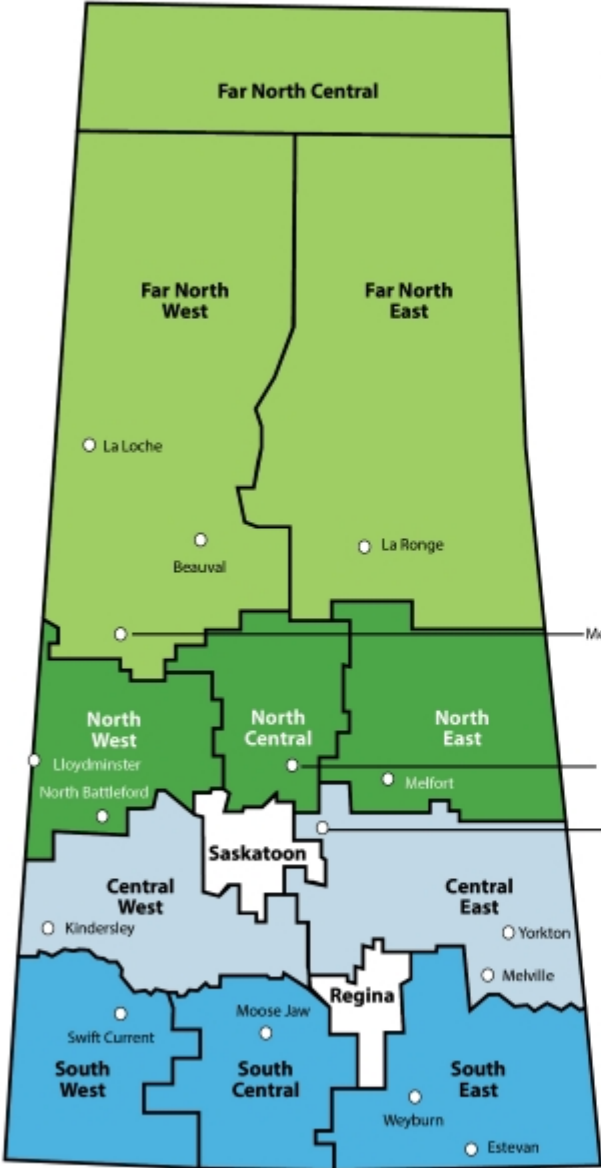 Far North Central
Far North
West
Far North
East
La Loche
Beauval
La Ronge
North
West
North
Central
North
East
Lloydminster
North Battleford
Melfort
Saskatoon
Central
West
Central
East
Kindersley
Yorkton
Melville
Regina
Moose Jaw
Swift Current
South
West
South
Central
South
East
Weyburn
Estevan